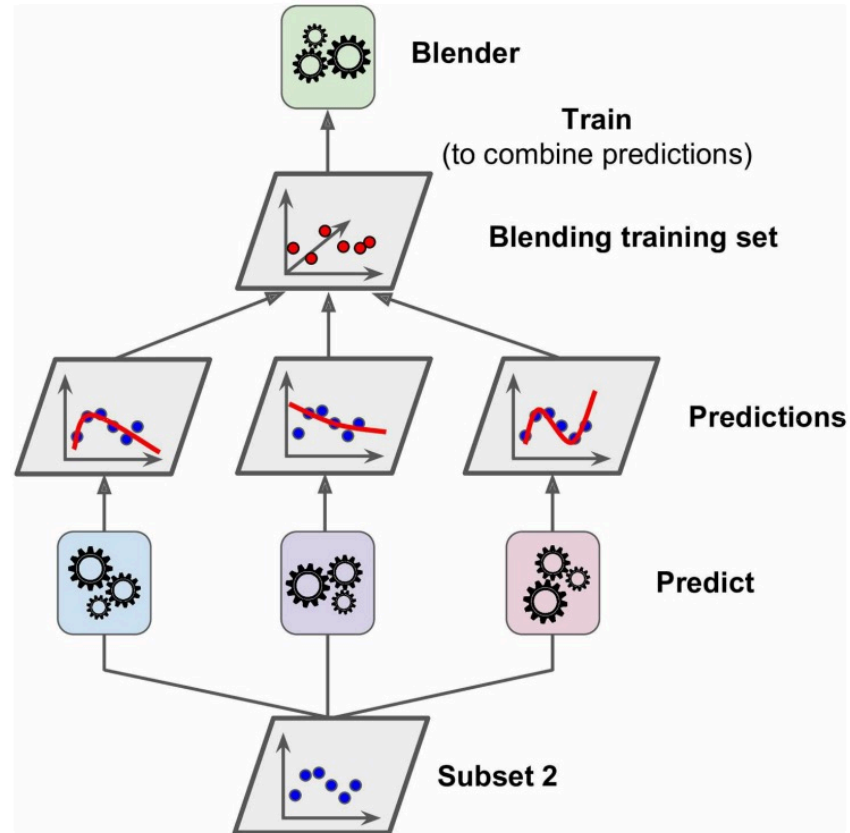 Blender
Train
(to combine predictions)
Blending training set
Predictions
Predict
Subset 2